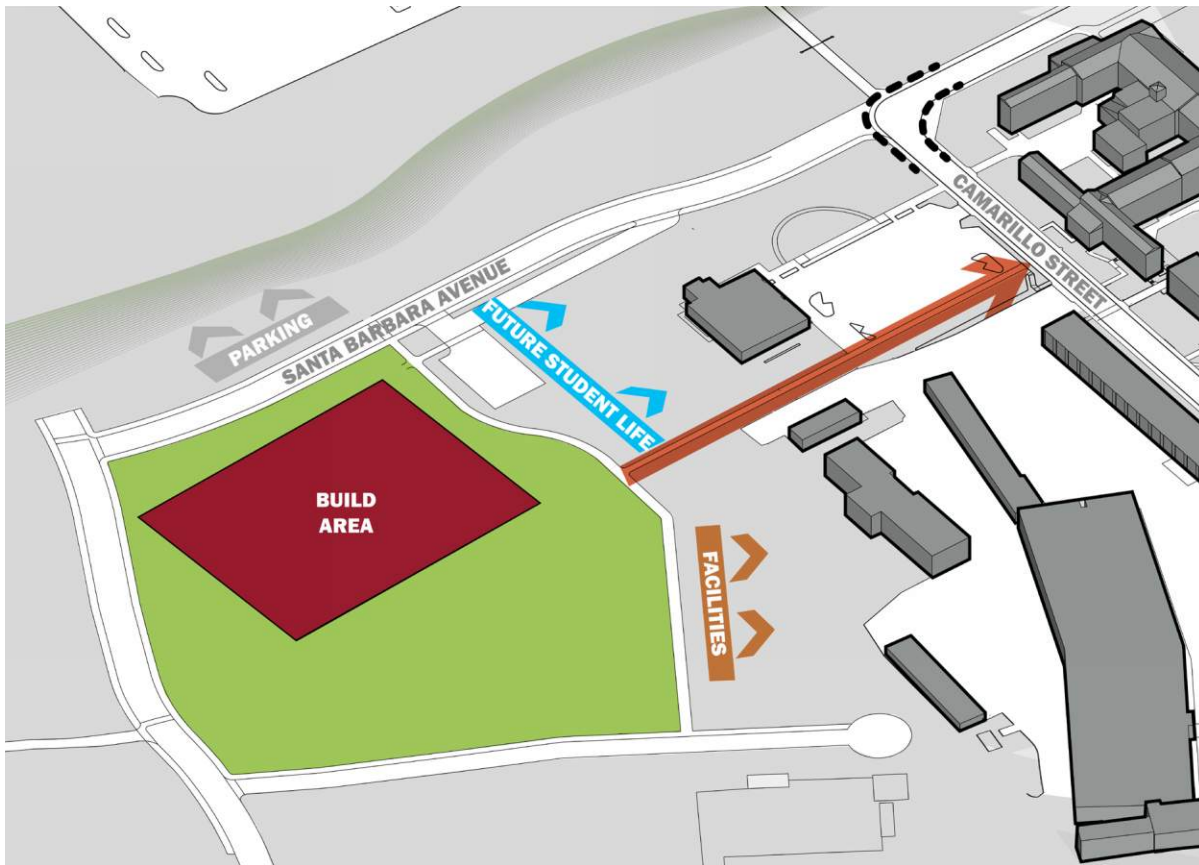 CAMARILLO STREET
SANTA BARBARA AVENUE
PARKING
FUTURE STUDENT LIFE
BUILD
AREA
FACILITIES